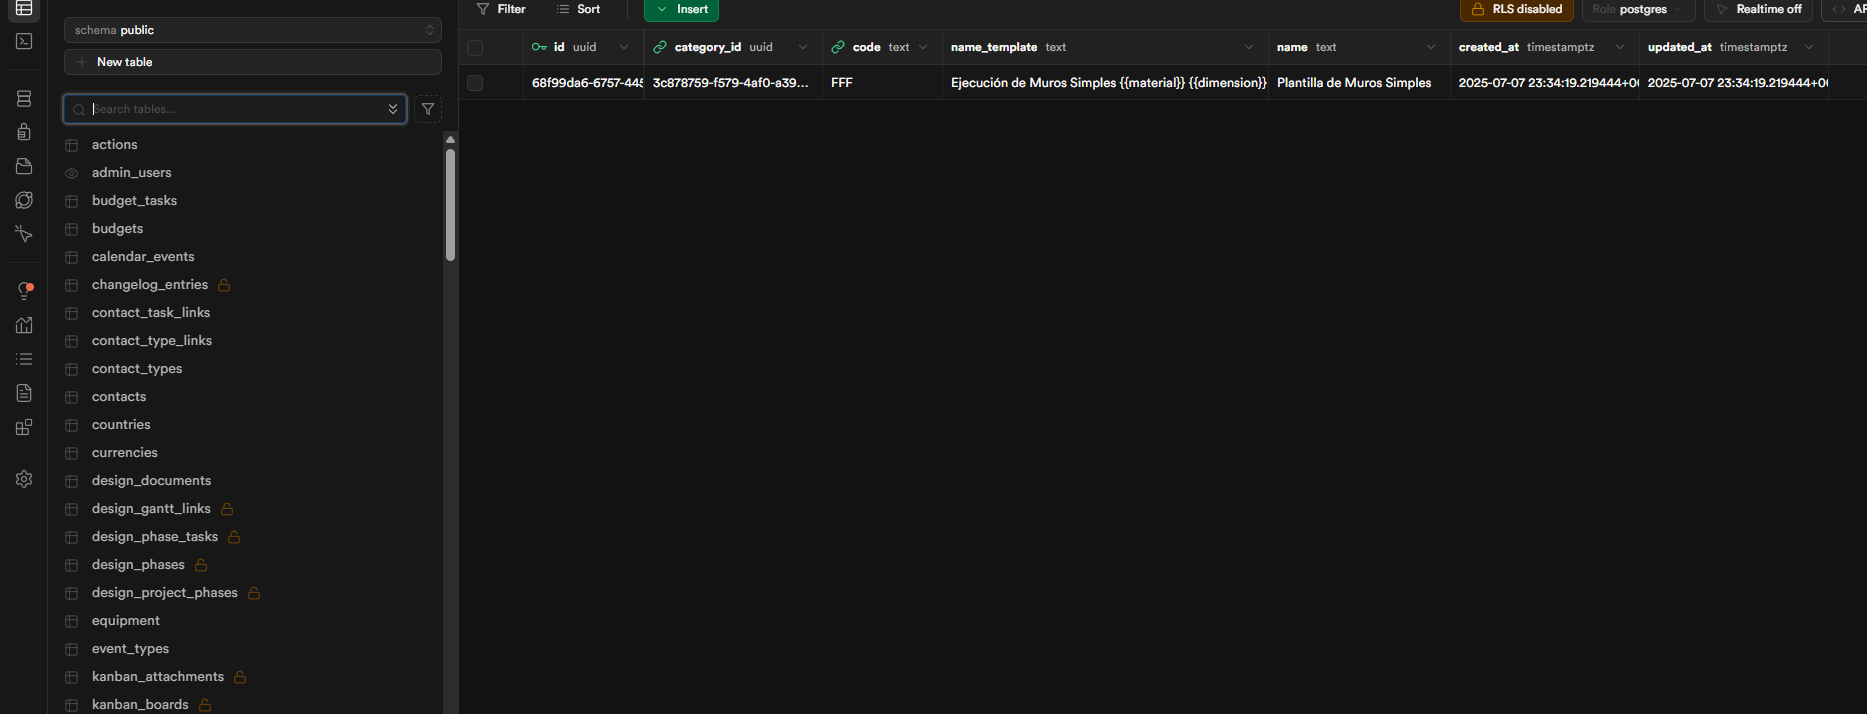 schema public
New table
Search tables...
actions
admin_users
budget_tasks
budgets
calendar_events
changelog_entries
contact_task_links
contact_type_links
contact_types
contacts
countries
currencies
design_documents
design_gantt_links
design_phase_tasks
design_phases
design_project_phases
equipment
event_types
kanban_attachments
kanban_boards
Filter Sort Insert RLS disabled Role postgres Realtime off AP
id uuid category_id uuid code text name_template text name text created_at timestamptz updated_at timestamptz
68f99da6-6757-445 3c878759-f579-4af0-a39... FFF Ejecución de Muros Simples {{material}} {{dimension}} Plantilla de Muros Simples 2025-07-07 23:34:19.219444+0 2025-07-07 23:34:19.219444+0